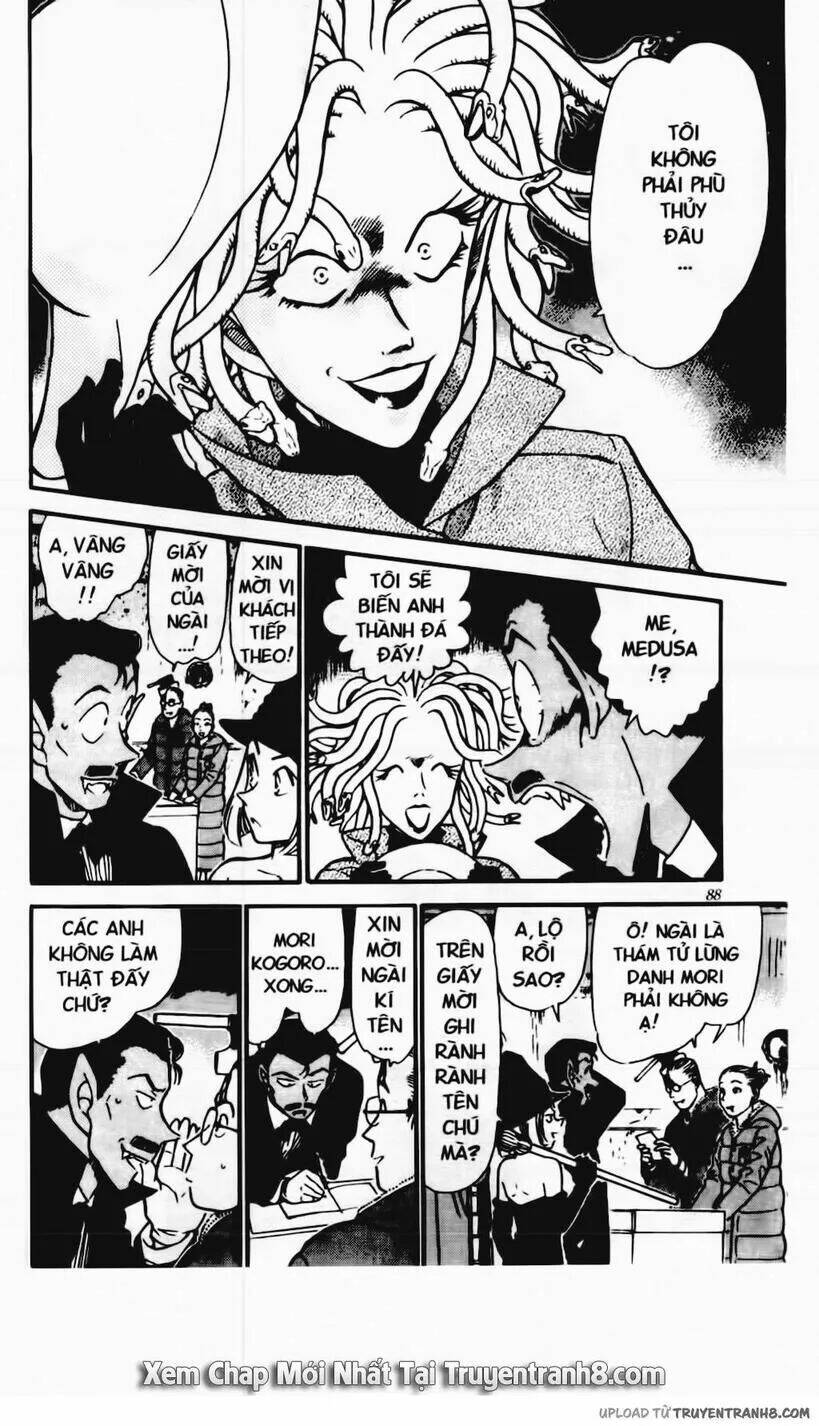 TÔI
KHÔNG
PHẢI PHÙ
THỦY
ĐÂU
...
ME,
MEDUSA
!?
TÔI SẼ
BIẾN ANH
THÀNH ĐÁ
ĐẤY!
XIN
MỜI VỊ
KHÁCH
TIẾP
THEO!
GIẤY
MỜI
CỦA
NGÀI
...!
A, VÂNG
VÂNG
!!
88
Ô! NGÀI LÀ
THÁM TỬ LỪNG
DANH MORI
PHẢI KHÔNG
Ạ!
A, LỘ
RỒI
SAO?
TRÊN
GIẤY
MỜI
GHI
RÀNH
RÀNH
TÊN
CHÚ
MÀ?
XIN
MỜI
NGÀI
KÍ
TÊN
...
MORI
KOGORO...
XONG...
CÁC ANH
KHÔNG LÀM
THẬT ĐẤY
CHỨ?
Xem Chap Mới Nhất Tại Truyentranh8.com
UPLOAD TỪ TRUYENTRANH8.COM